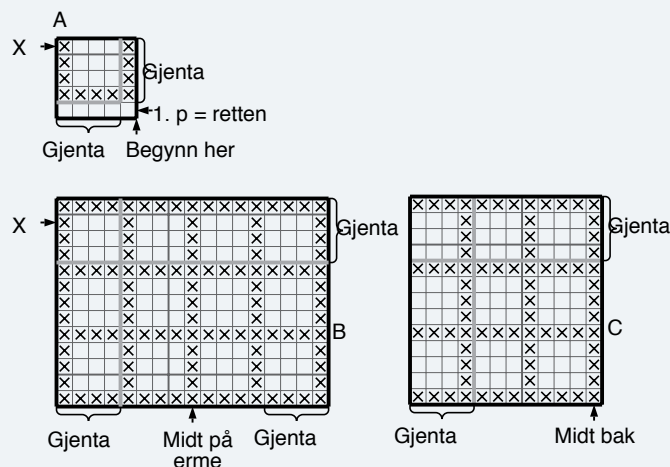 A
X
Gjenta
1. p = retten
Gjenta
Begynn her
X
Gjenta
Gjenta
B
C
Gjenta
Midt på
erme
Gjenta
Gjenta
Midt bak